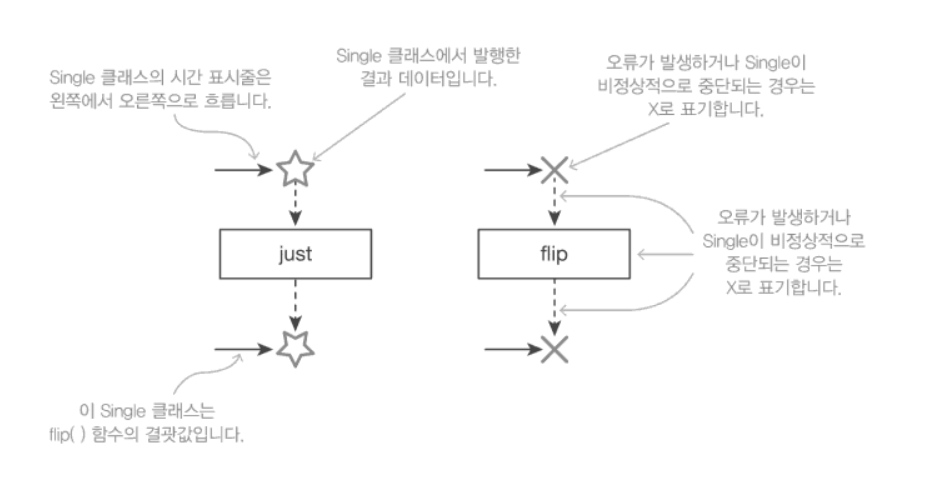 Single 클래스의 시간 표시줄은
왼쪽에서 오른쪽으로 흐릅니다.
Single 클래스에서 발행한
결과 데이터입니다.
오류가 발생하거나 Single이
비정상적으로 중단되는 경우는
X로 표기합니다.
just
flip
오류가 발생하거나
Single이 비정상적으로
중단되는 경우는
X로 표기합니다.
이 Single 클래스는
flip( ) 함수의 결괏값입니다.